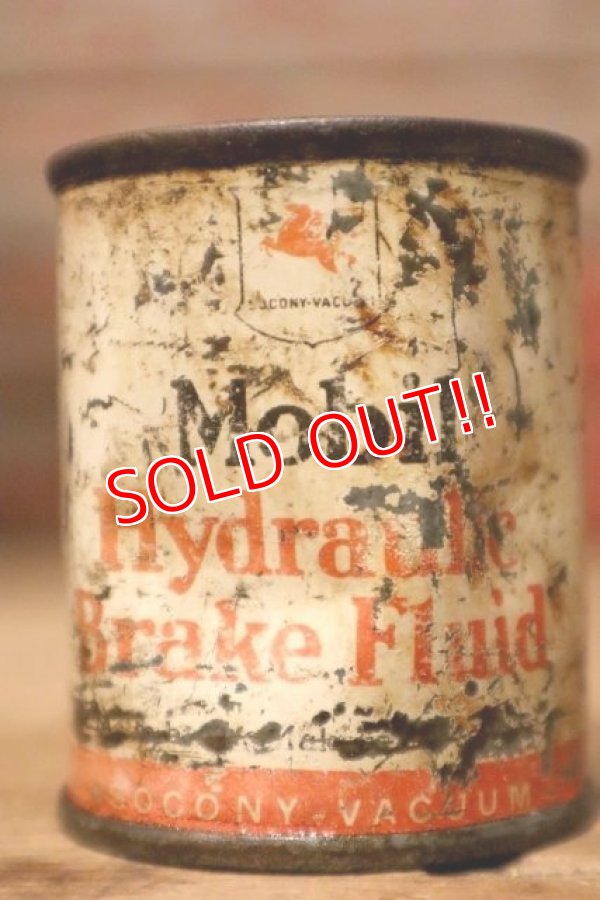 SOCONY-VACUUM
Mobil
SOLD OUT!!
Hydraulic
Brake Fluid
SOCONY-VACUUM